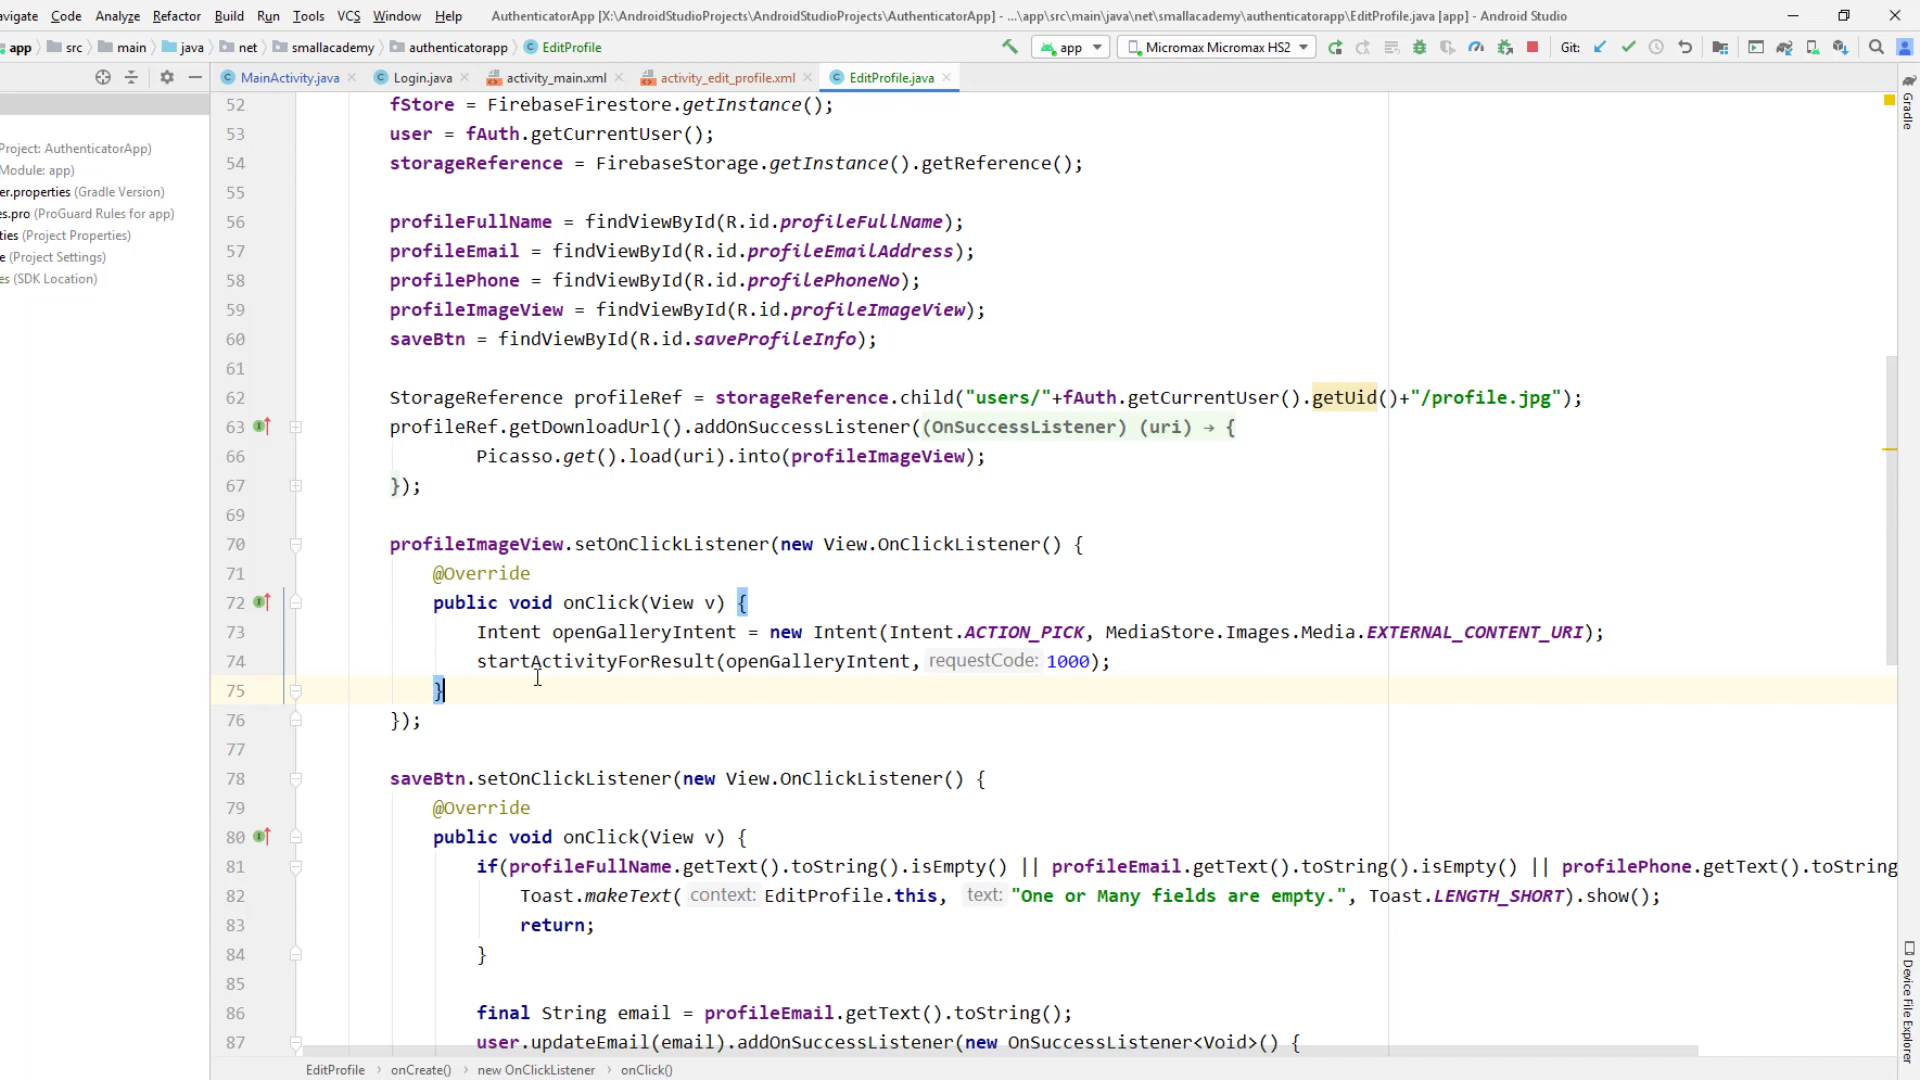 avigate Code Analyze Refactor Build Run Tools VCS Window Help AuthenticatorApp [X:\AndroidStudioProjects\AndroidStudioProjects\AuthenticatorApp] - ...\app\src\main\java\net\smallacademy\authenticatorapp\EditProfile.java [app] - Android Studio
app src main java net smallacademy authenticatorapp EditProfile app Micromax Micromax HS2 Git:
MainActivity.java Login.java activity_main.xml activity_edit_profile.xml EditProfile.java
Project: AuthenticatorApp)
Module: app)
er.properties (Gradle Version)
es.pro (ProGuard Rules for app)
ties (Project Properties)
e (Project Settings)
es (SDK Location)
52 fStore = FirebaseFirestore.getInstance();
53 user = fAuth.getCurrentUser();
54 storageReference = FirebaseStorage.getInstance().getReference();
55
56 profileFullName = findViewById(R.id.profileFullName);
57 profileEmail = findViewById(R.id.profileEmailAddress);
58 profilePhone = findViewById(R.id.profilePhoneNo);
59 profileImageView = findViewById(R.id.profileImageView);
60 saveBtn = findViewById(R.id.saveProfileInfo);
61
62 StorageReference profileRef = storageReference.child("users/"+fAuth.getCurrentUser().getUid()+"/profile.jpg");
63 profileRef.getDownloadUrl().addOnSuccessListener((OnSuccessListener) (uri) → {
66 Picasso.get().load(uri).into(profileImageView);
67 });
69
70 profileImageView.setOnClickListener(new View.OnClickListener() {
71 @Override
72 public void onClick(View v) {
73 Intent openGalleryIntent = new Intent(Intent.ACTION_PICK, MediaStore.Images.Media.EXTERNAL_CONTENT_URI);
74 startActivityForResult(openGalleryIntent, requestCode: 1000);
75 }
76 });
77
78 saveBtn.setOnClickListener(new View.OnClickListener() {
79 @Override
80 public void onClick(View v) {
81 if(profileFullName.getText().toString().isEmpty() || profileEmail.getText().toString().isEmpty() || profilePhone.getText().toString
82 Toast.makeText( context: EditProfile.this, text: "One or Many fields are empty.", Toast.LENGTH_SHORT).show();
83 return;
84 }
85
86 final String email = profileEmail.getText().toString();
87 user.updateEmail(email).addOnSuccessListener(new OnSuccessListener<Void>() {
EditProfile › onCreate() › new OnClickListener › onClick()
Gradle
Device File Explorer